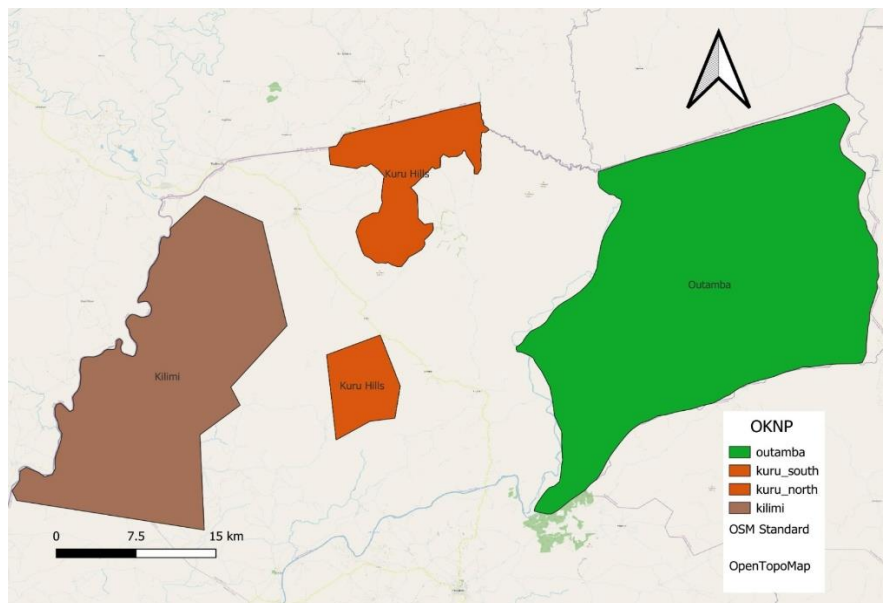 Kuru Hills
Outamba
Kilimi
Kuru Hills
OKNP
outamba
kuru_south
kuru_north
kilimi
OSM Standard
OpenTopoMap
0 7.5 15 km